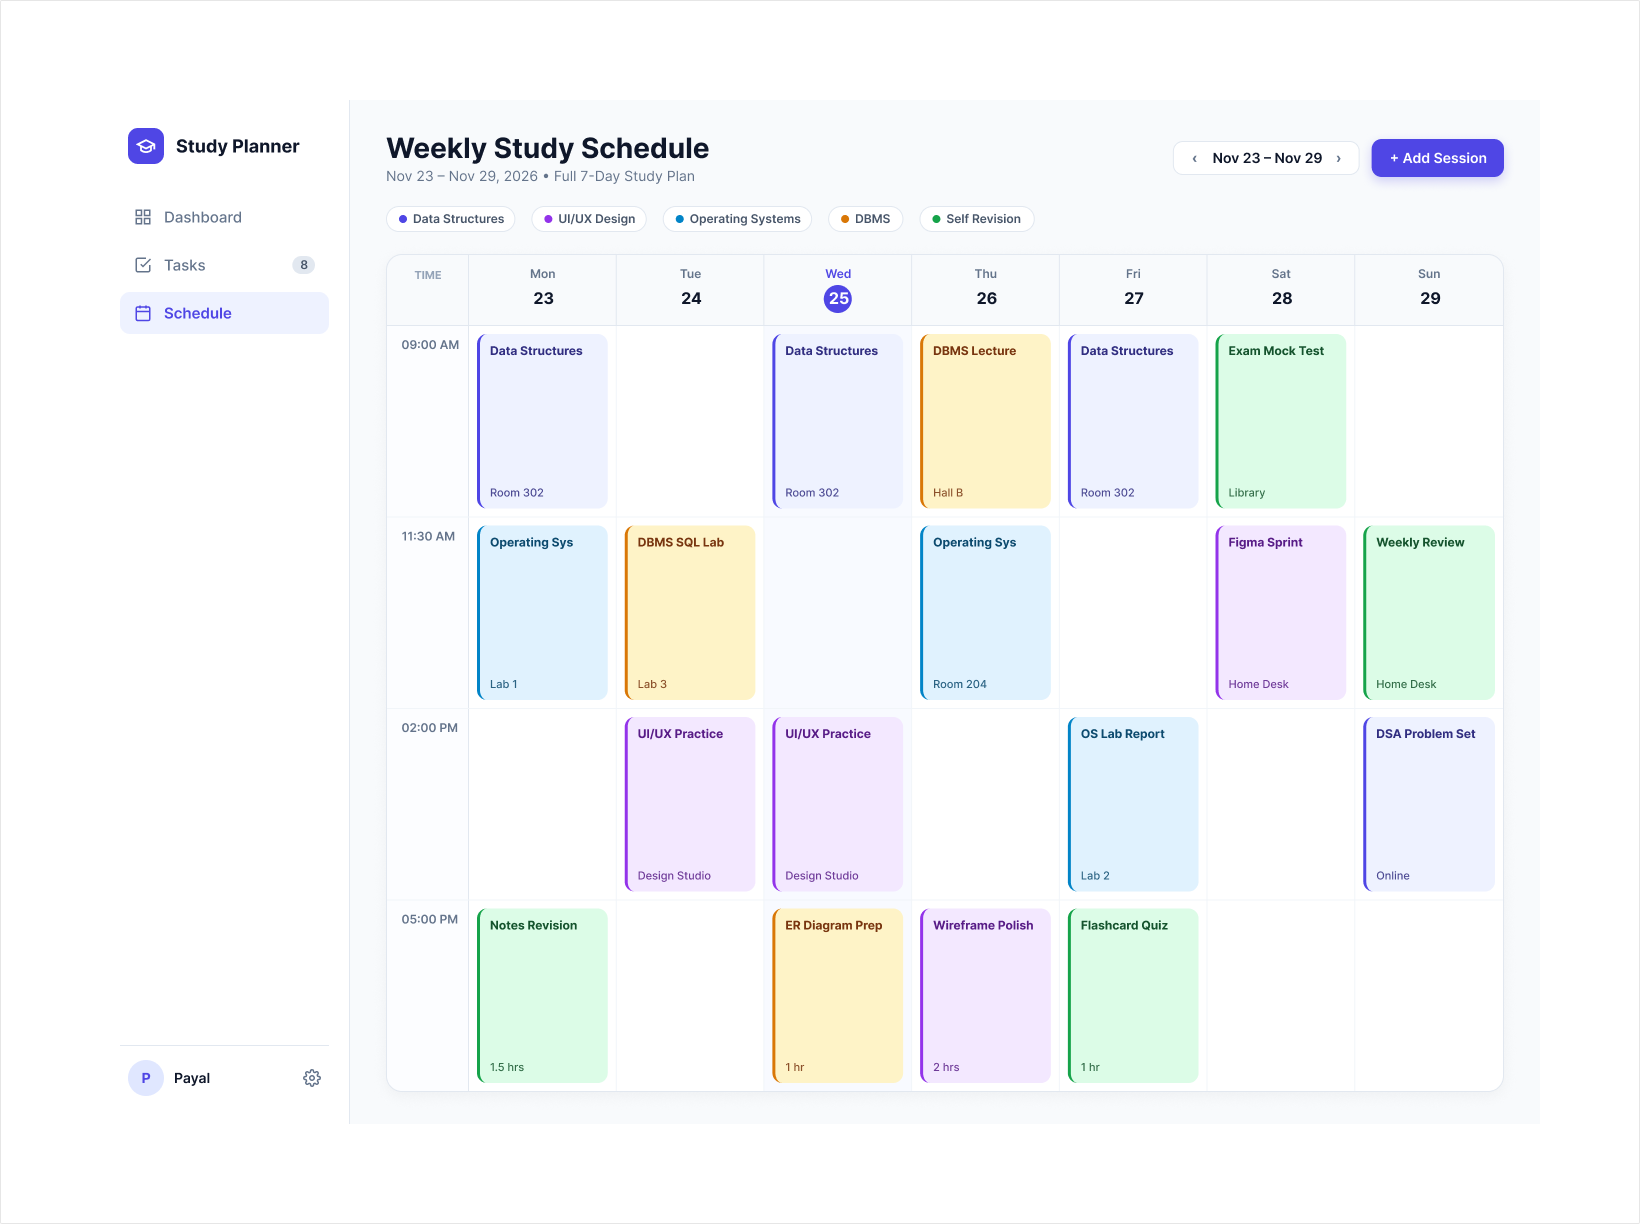 Study Planner
Dashboard
Tasks 8
Schedule
P Payal
Weekly Study Schedule
Nov 23 – Nov 29, 2026 • Full 7-Day Study Plan
‹ Nov 23 – Nov 29 ›
+ Add Session
Data Structures
UI/UX Design
Operating Systems
DBMS
Self Revision
TIME Mon Tue Wed Thu Fri Sat Sun
23 24 25 26 27 28 29
09:00 AM Data Structures Data Structures DBMS Lecture Data Structures Exam Mock Test
Room 302 Room 302 Hall B Room 302 Library
11:30 AM Operating Sys DBMS SQL Lab Operating Sys Figma Sprint Weekly Review
Lab 1 Lab 3 Room 204 Home Desk Home Desk
02:00 PM UI/UX Practice UI/UX Practice OS Lab Report DSA Problem Set
Design Studio Design Studio Lab 2 Online
05:00 PM Notes Revision ER Diagram Prep Wireframe Polish Flashcard Quiz
1.5 hrs 1 hr 2 hrs 1 hr